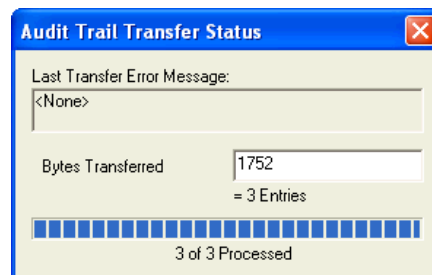 Audit Trail Transfer Status
Last Transfer Error Message:
<None>
Bytes Transferred 1752
= 3 Entries
3 of 3 Processed